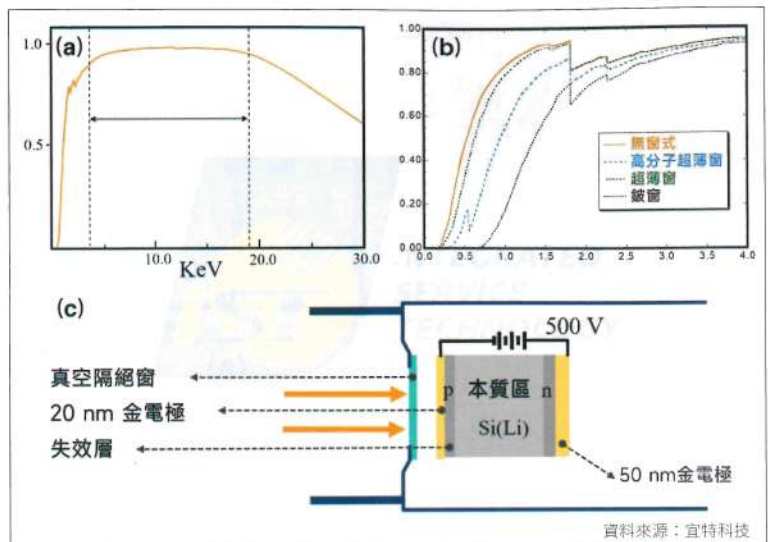 (a)
1.0
0.5
10.0
20.0
30.0
KeV
(b)
1.00
0.80
0.60
0.40
0.20
0.00
0.0
0.5
1.0
1.5
2.0
2.5
3.0
3.5
4.0
無窗式
高分子超薄窗
超薄窗
鈹窗
(c)
500 V
真空隔絕窗
20 nm 金電極
失效層
p 本質區 n
Si(Li)
50 nm金電極
資料來源：宜特科技
INTEGRATED
SERVICE
TECHNOLOGY